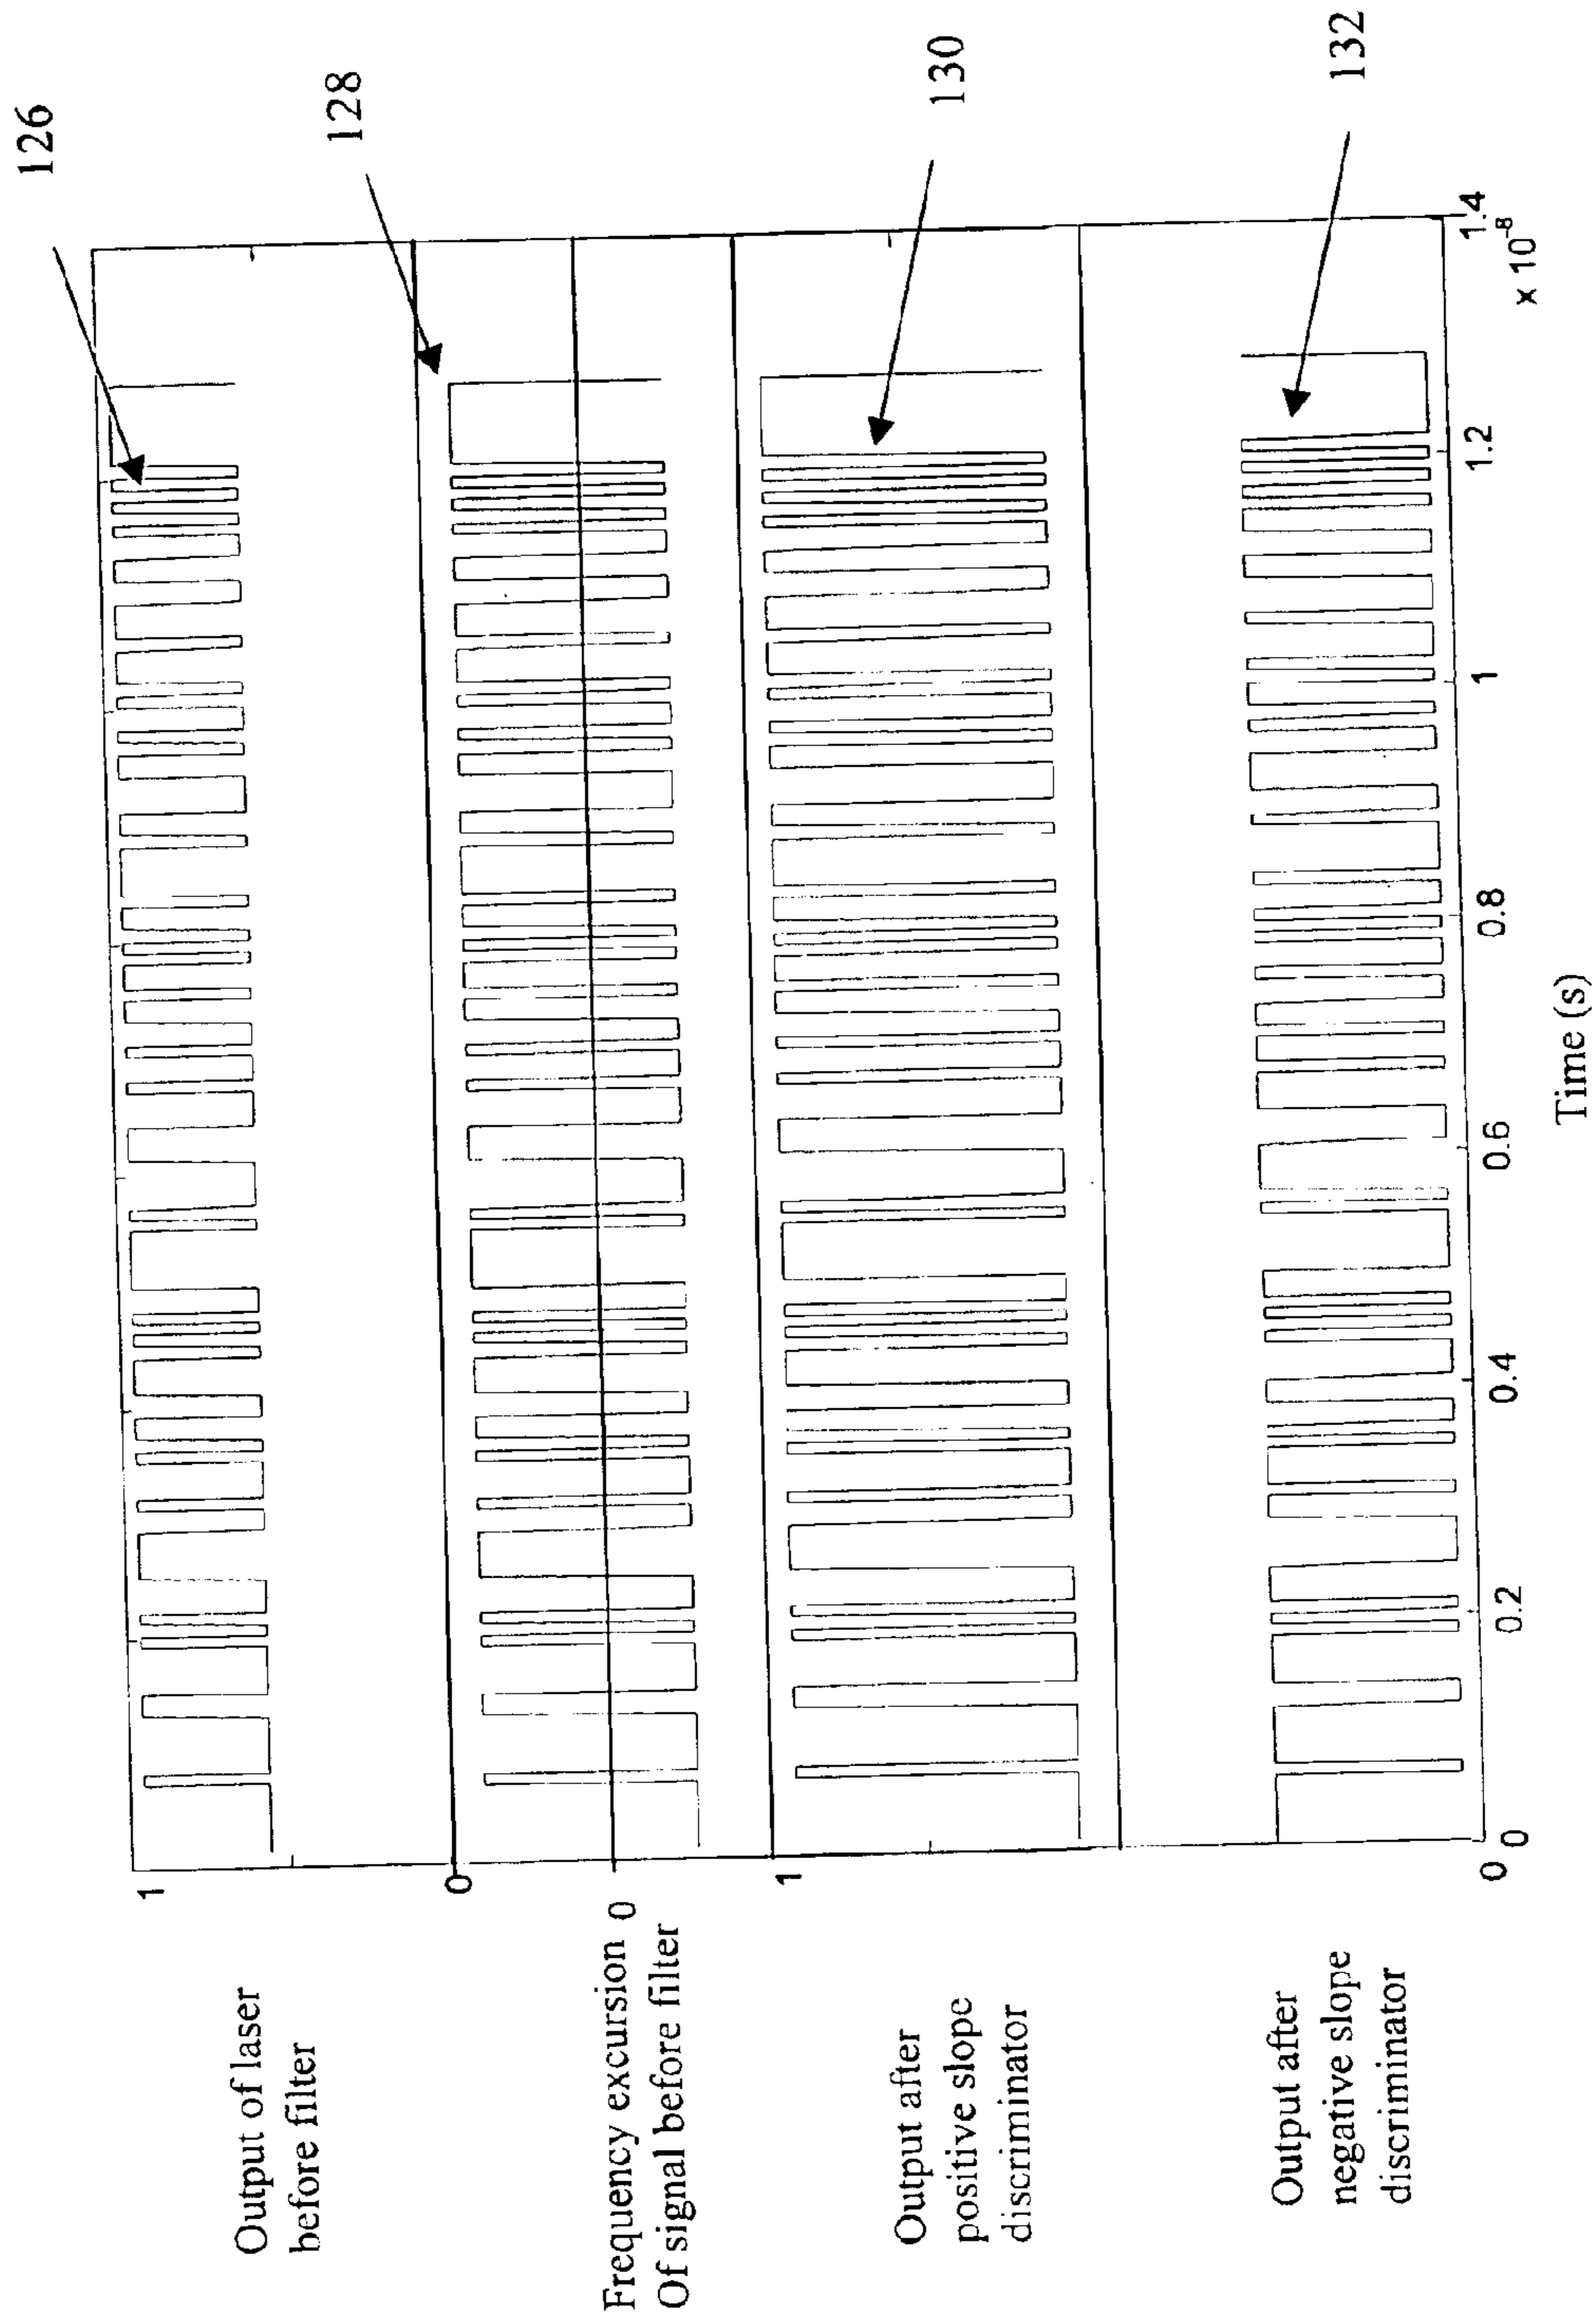 126
128
130
132
Output of laser
before filter
1
0
Frequency excursion 0
Of signal before filter
Output after
positive slope
discriminator
1
Output after
negative slope
discriminator
0
0
0.2
0.4
0.6
0.8
1
1.2
1.4
x 10-8
Time (s)